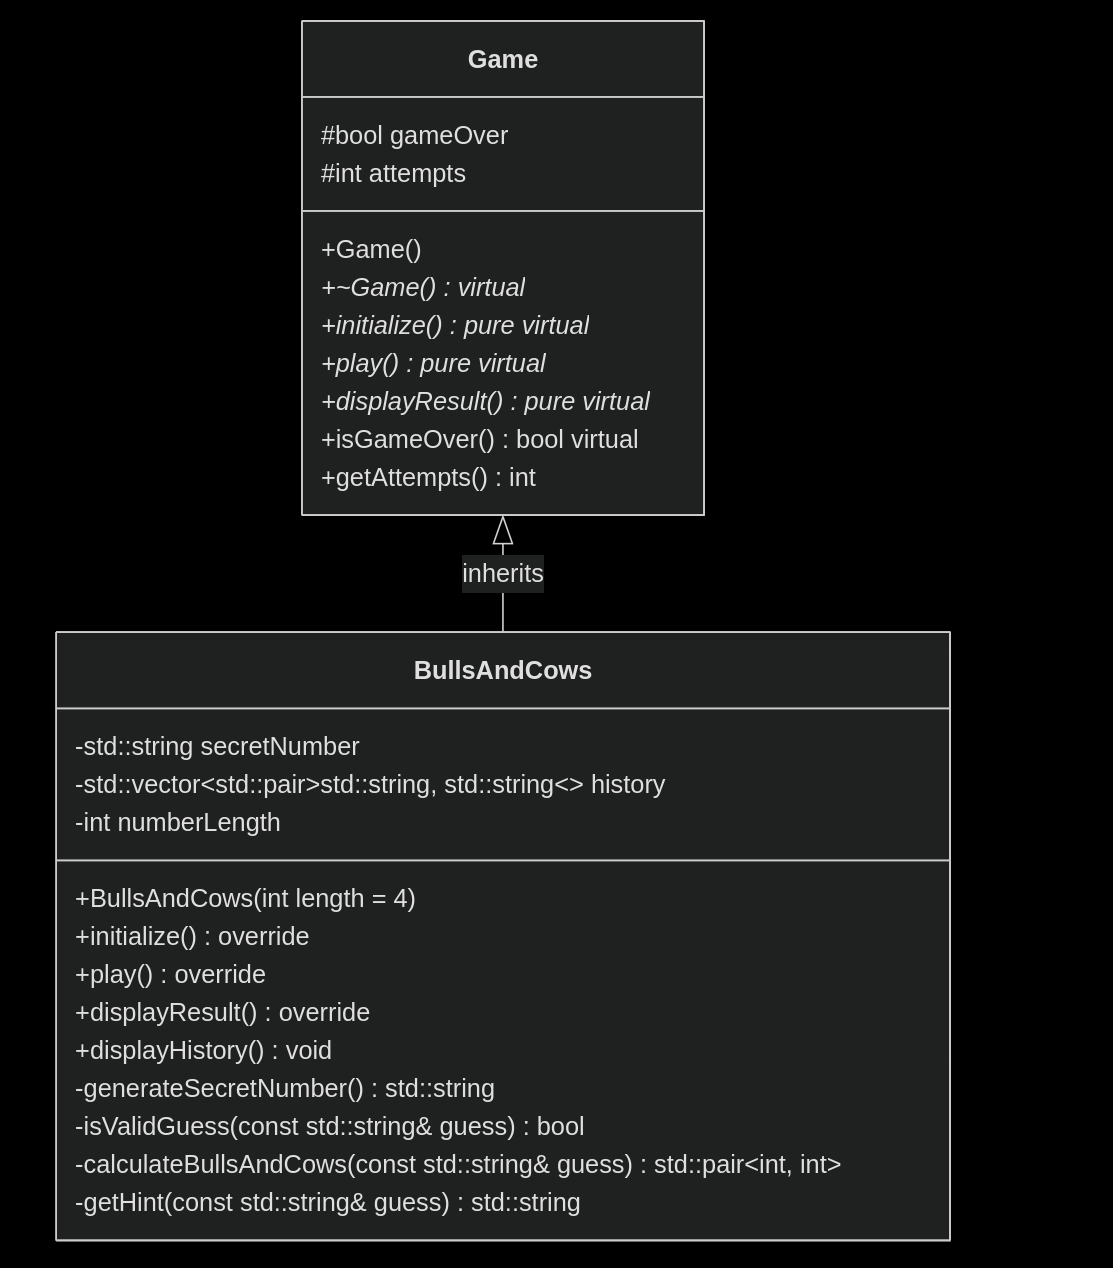 Game
#bool gameOver
#int attempts
+Game()
+~Game() : virtual
+initialize() : pure virtual
+play() : pure virtual
+displayResult() : pure virtual
+isGameOver() : bool virtual
+getAttempts() : int
inherits
BullsAndCows
-std::string secretNumber
-std::vector<std::pair>std::string, std::string<> history
-int numberLength
+BullsAndCows(int length = 4)
+initialize() : override
+play() : override
+displayResult() : override
+displayHistory() : void
-generateSecretNumber() : std::string
-isValidGuess(const std::string& guess) : bool
-calculateBullsAndCows(const std::string& guess) : std::pair<int, int>
-getHint(const std::string& guess) : std::string